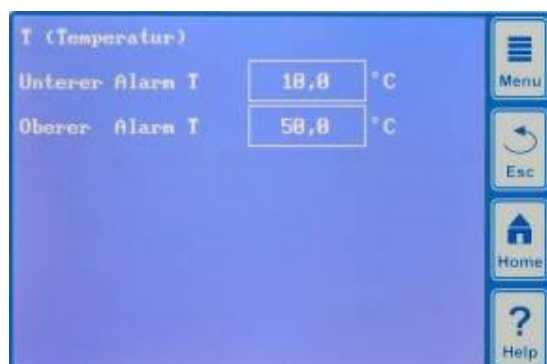 T (Temperatur)
Unterer Alarm T 10,0 °C
Oberer Alarm T 50,0 °C
Menu
Esc
Home
Help